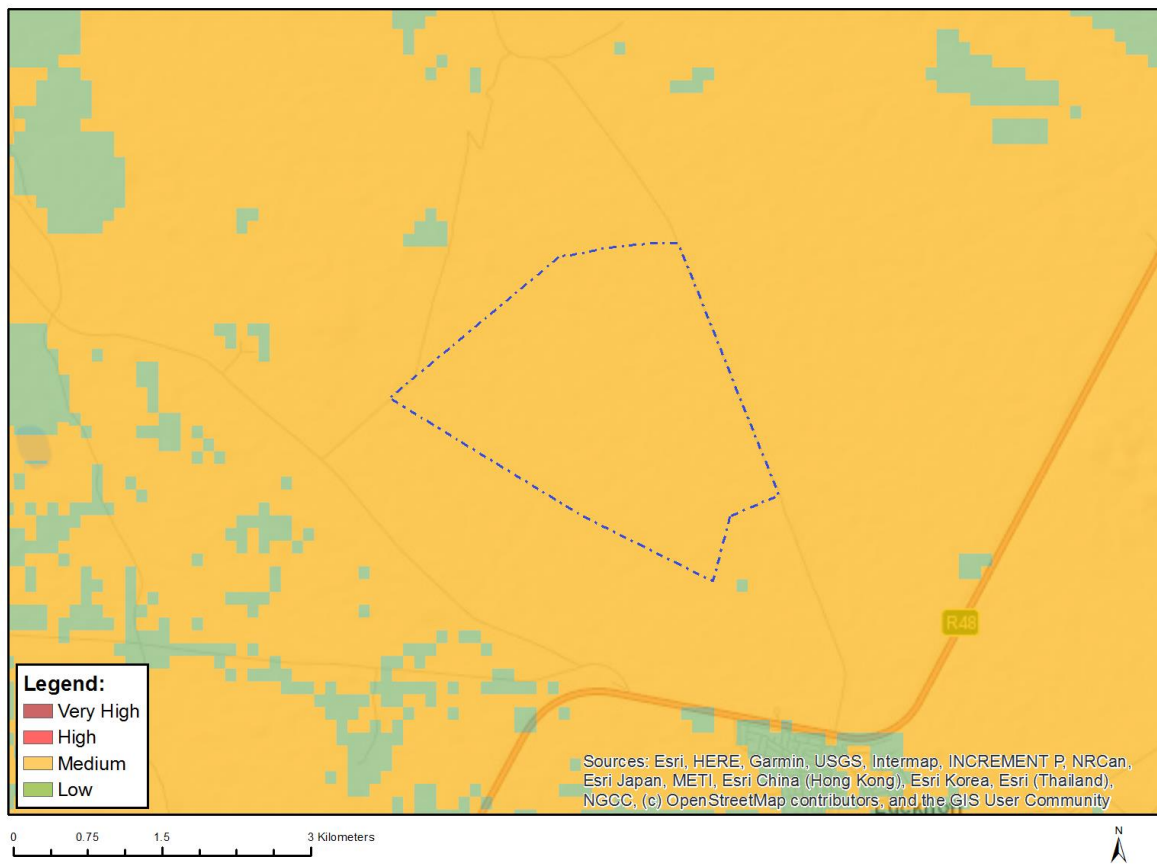 R48
Legend:
Very High
High
Medium
Low
Sources: Esri, HERE, Garmin, USGS, Intermap, INCREMENT P, NRCan,
Esri Japan, METI, Esri China (Hong Kong), Esri Korea, Esri (Thailand),
NGCC, (c) OpenStreetMap contributors, and the GIS User Community
0 0.75 1.5 3 Kilometers
N